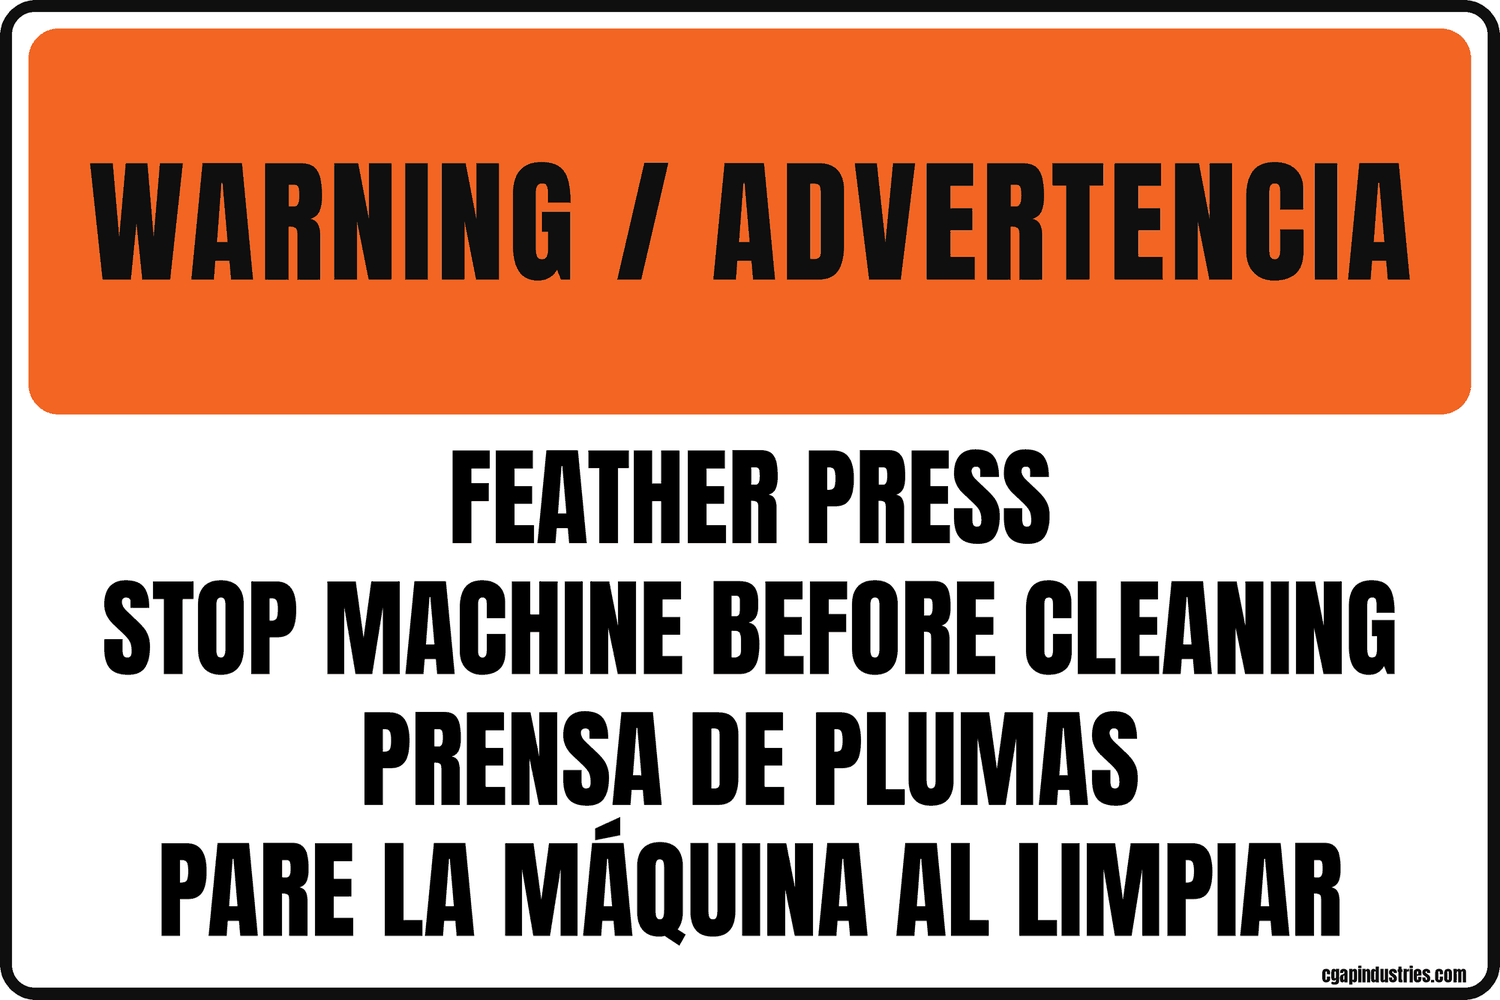 WARNING / ADVERTENCIA
FEATHER PRESS
STOP MACHINE BEFORE CLEANING
PRENSA DE PLUMAS
PARE LA MÁQUINA AL LIMPIAR
cgapindustries.com